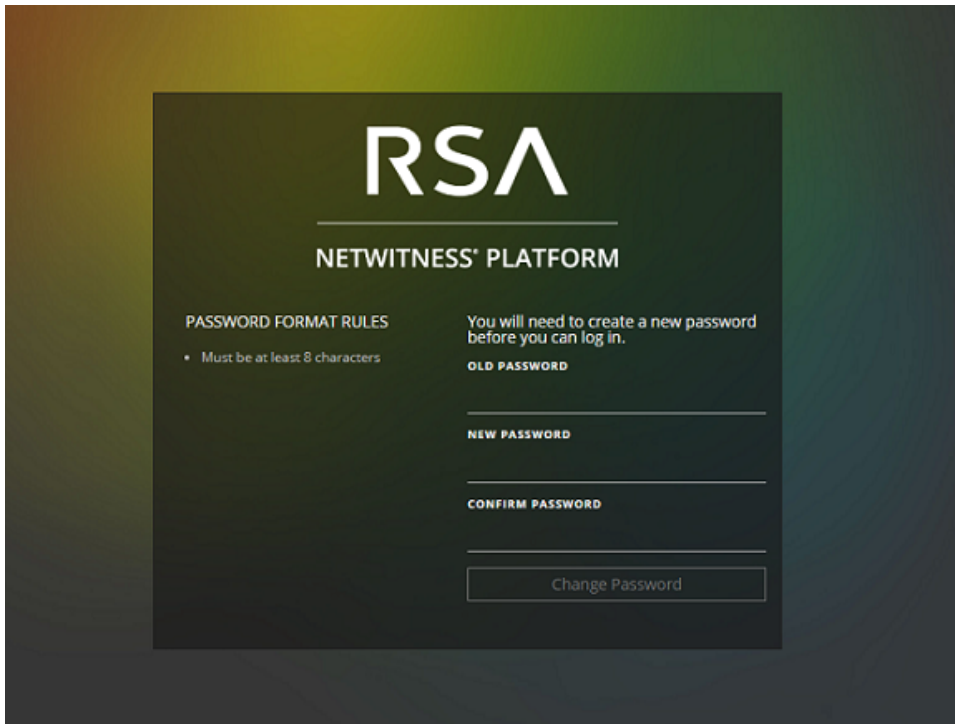 RSA
NETWITNESS® PLATFORM
PASSWORD FORMAT RULES
• Must be at least 8 characters
You will need to create a new password
before you can log in.
OLD PASSWORD
NEW PASSWORD
CONFIRM PASSWORD
Change Password